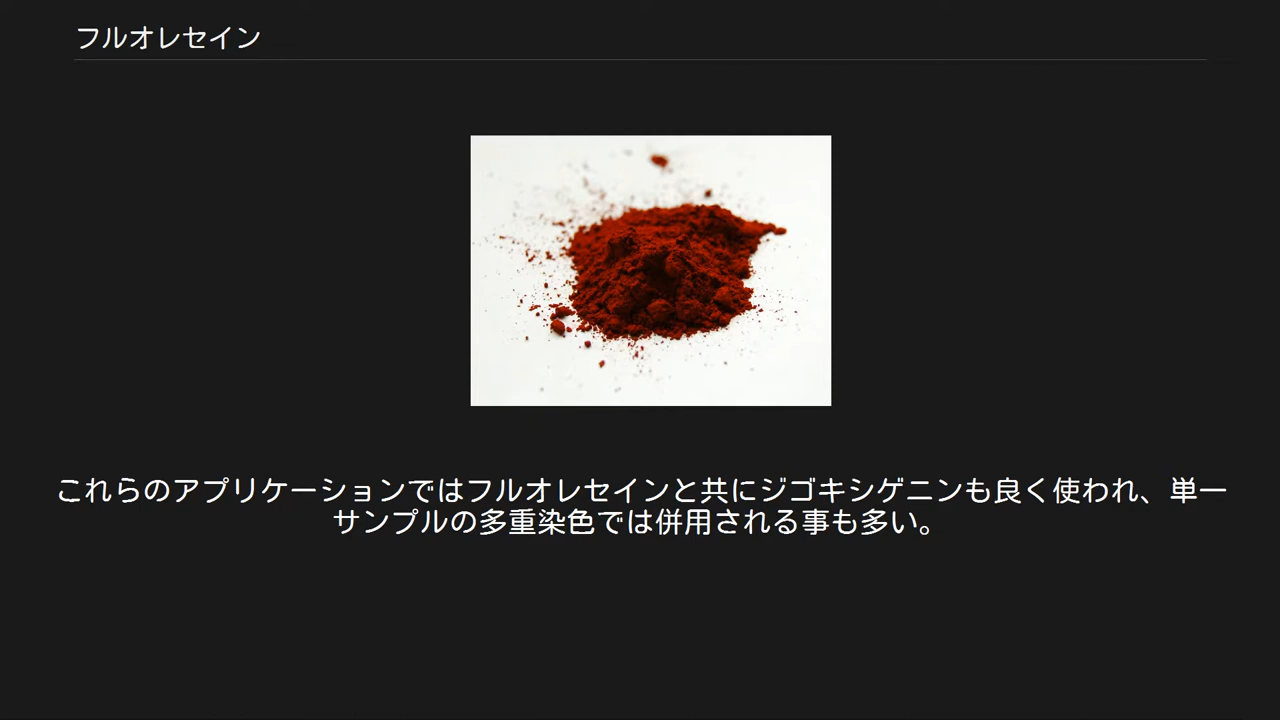 フルオレセイン
これらのアプリケーションではフルオレセインと共にジゴキシゲニンも良く使われ、単一
サンプルの多重染色では併用される事も多い。